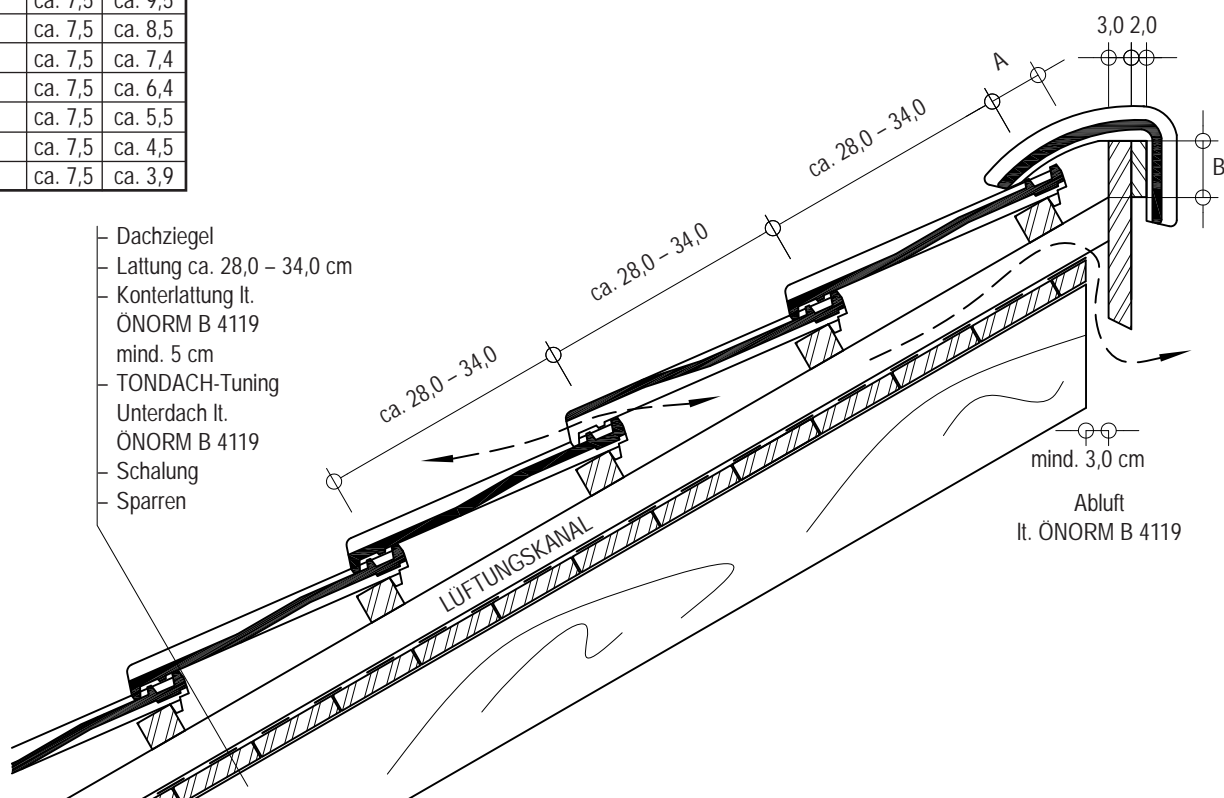 ca. 7,5 ca. 9,5
ca. 7,5 ca. 8,5
ca. 7,5 ca. 7,4
ca. 7,5 ca. 6,4
ca. 7,5 ca. 5,5
ca. 7,5 ca. 4,5
ca. 7,5 ca. 3,9
3,0 2,0
A
B
ca. 28,0 – 34,0
ca. 28,0 – 34,0
ca. 28,0 – 34,0
– Dachziegel
– Lattung ca. 28,0 – 34,0 cm
– Konterlattung lt.
ÖNORM B 4119
mind. 5 cm
– TONDACH-Tuning
Unterdach lt.
ÖNORM B 4119
– Schalung
– Sparren
LÜFTUNGSKANAL
mind. 3,0 cm
Abluft
lt. ÖNORM B 4119